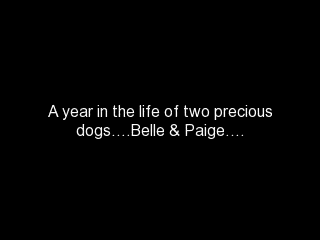 A year in the life of two precious
dogs....Belle & Paige....